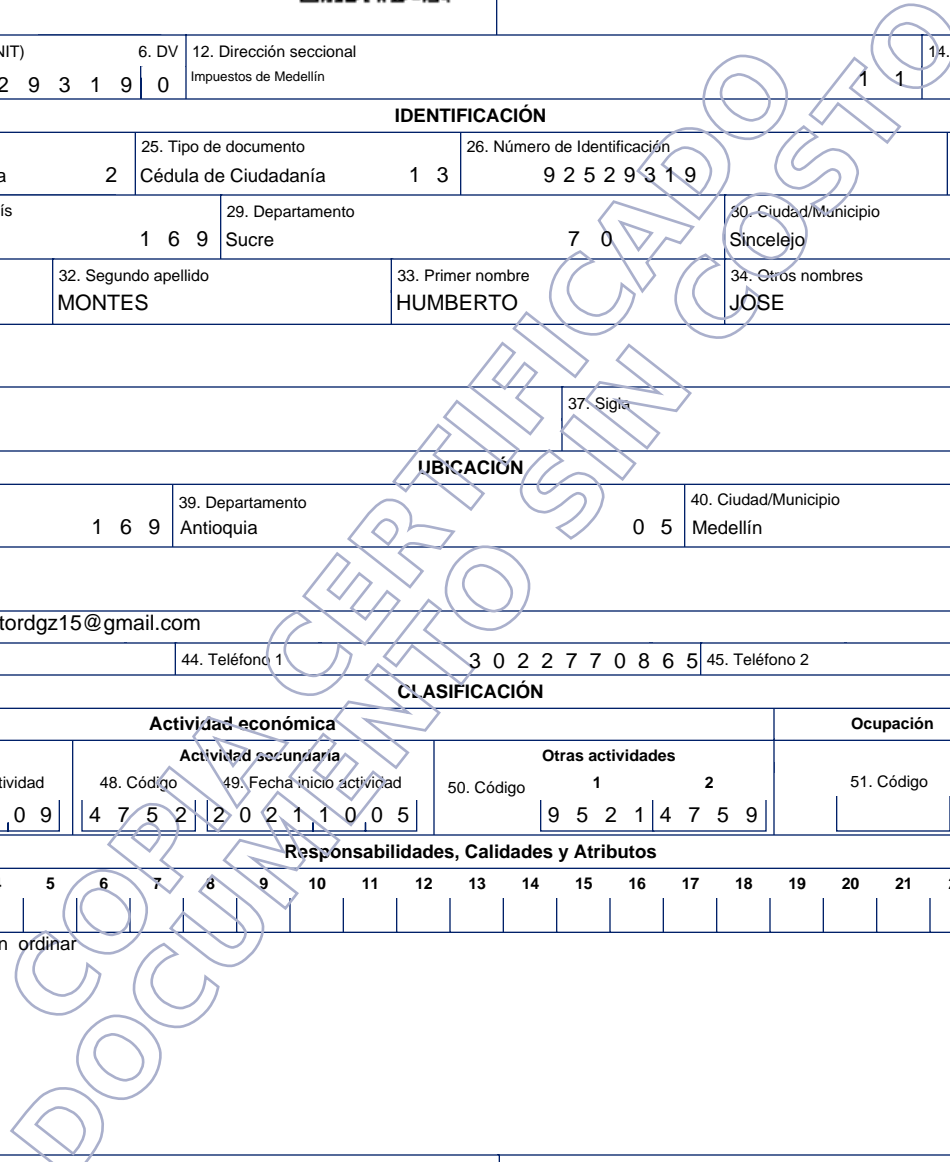 NIT) 6. DV 12. Dirección seccional 14.
2 9 3 1 9 0 Impuestos de Medellín 1 1
IDENTIFICACIÓN
25. Tipo de documento 26. Número de Identificación
a 2 Cédula de Ciudadanía 1 3 9 2 5 2 9 3 1 9
ís 29. Departamento 30. Ciudad/Municipio
1 6 9 Sucre 7 0 Sincelejo
32. Segundo apellido 33. Primer nombre 34. Otros nombres
MONTES HUMBERTO JOSE
37. Sigla
UBICACIÓN
39. Departamento 40. Ciudad/Municipio
1 6 9 Antioquia 0 5 Medellín
tordgz15@gmail.com
44. Teléfono 1 3 0 2 2 7 7 0 8 6 5 45. Teléfono 2
CLASIFICACIÓN
Actividad económica Ocupación
Actividad secundaria Otras actividades
tividad 48. Código 49. Fecha inicio actividad 50. Código 1 2 51. Código
0 9 4 7 5 2 2 0 2 1 1 0 0 5 9 5 2 1 4 7 5 9
Responsabilidades, Calidades y Atributos
5 6 7 8 9 10 11 12 13 14 15 16 17 18 19 20 21
n ordinar
COPIA CERTIFICADO
DOCUMENTO SIN COSTO